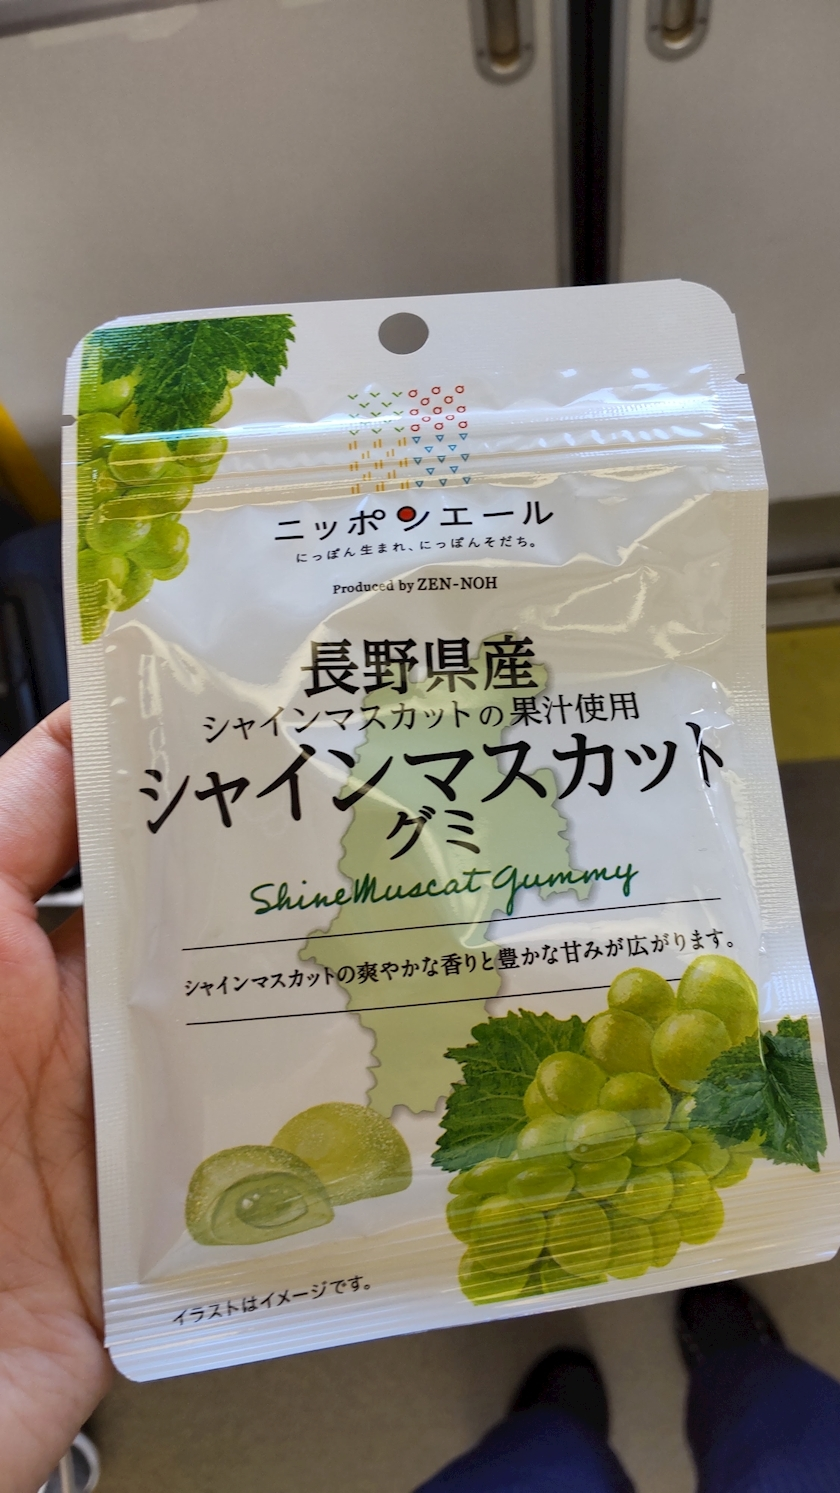 ニッポンエール
にっぽん生まれ、にっぽんそだち。
Produced by ZEN-NOH
長野県産
シャインマスカットの果汁使用
シャインマスカット
グミ
Shine Muscat Gummy
シャインマスカットの爽やかな香りと豊かな甘みが広がります。
イラストはイメージです。